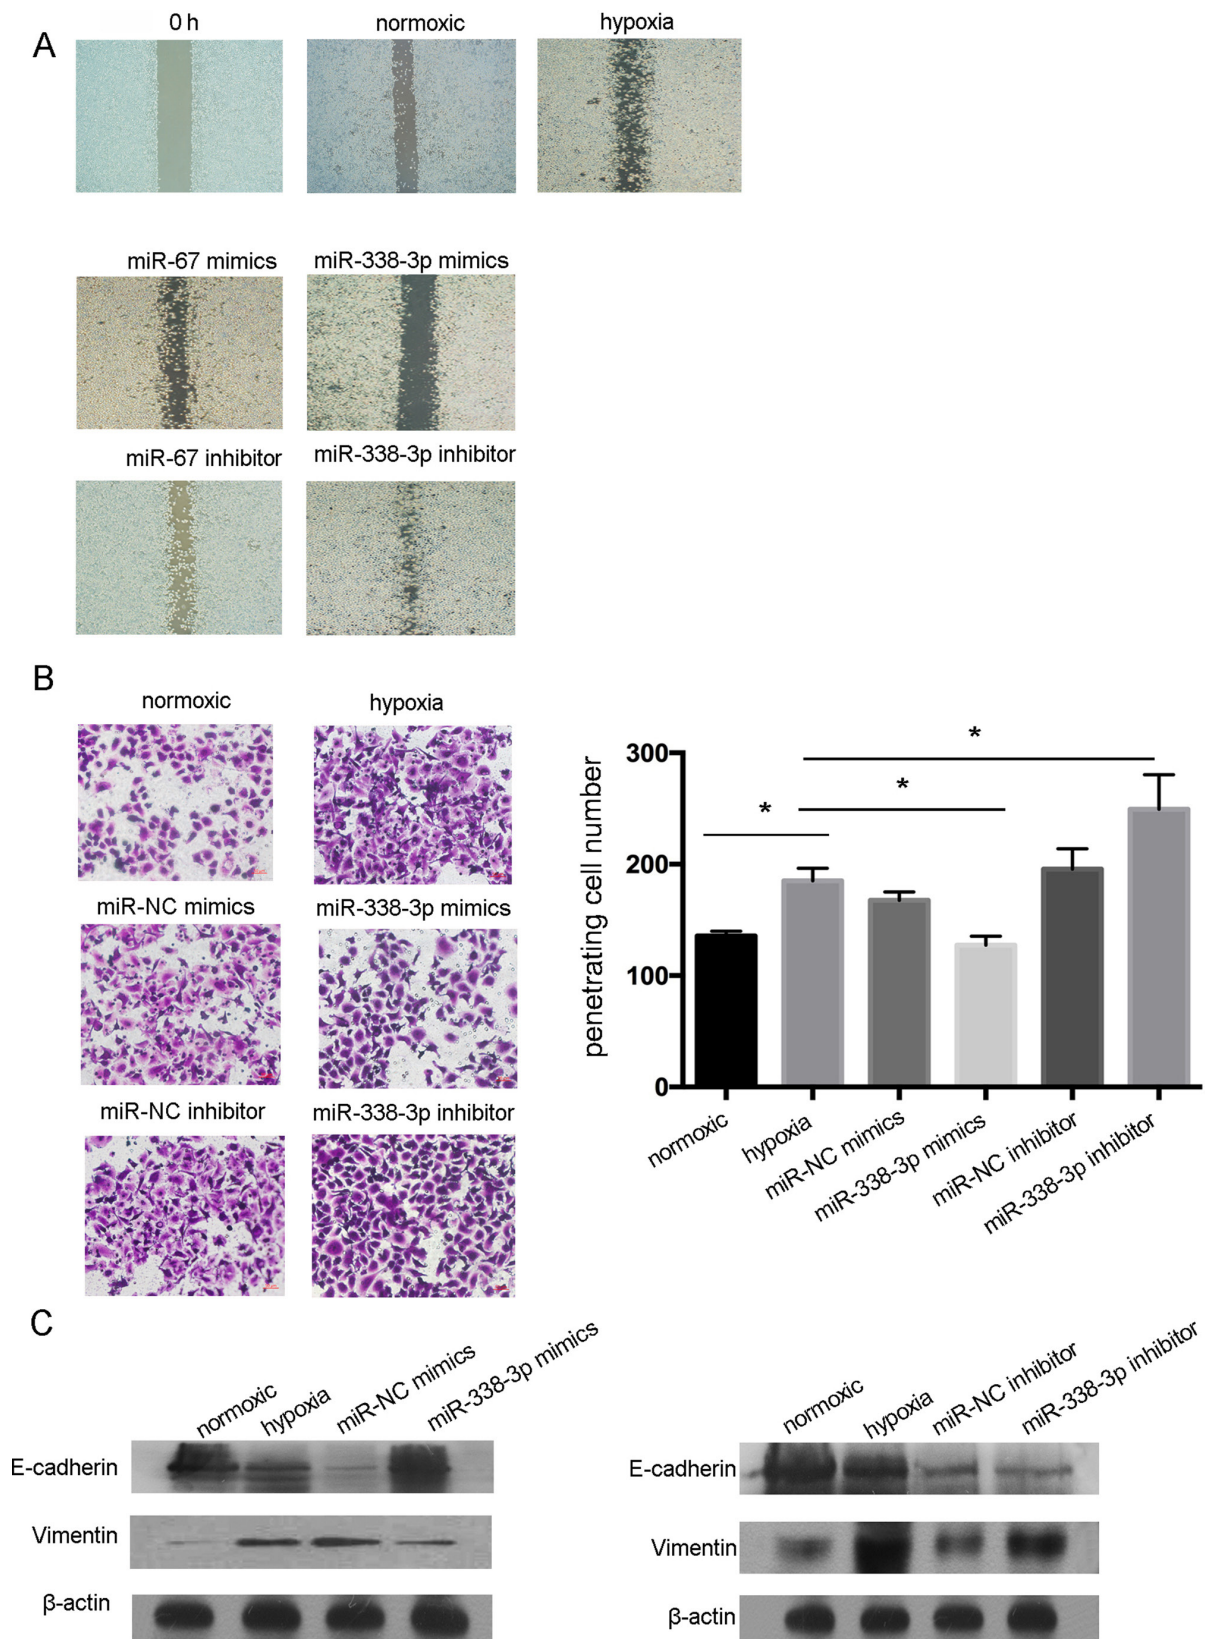 A
0 h
normoxic
hypoxia
miR-67 mimics
miR-338-3p mimics
miR-67 inhibitor
miR-338-3p inhibitor
B
normoxic
hypoxia
miR-NC mimics
miR-338-3p mimics
miR-NC inhibitor
miR-338-3p inhibitor
penetrating cell number
300
200
100
0
*
*
*
normoxic
hypoxia
miR-NC mimics
miR-338-3p mimics
miR-NC inhibitor
miR-338-3p inhibitor
C
normoxic
hypoxia
miR-NC mimics
miR-338-3p mimics
E-cadherin
Vimentin
β-actin
normoxic
hypoxia
miR-NC inhibitor
miR-338-3p inhibitor
E-cadherin
Vimentin
β-actin